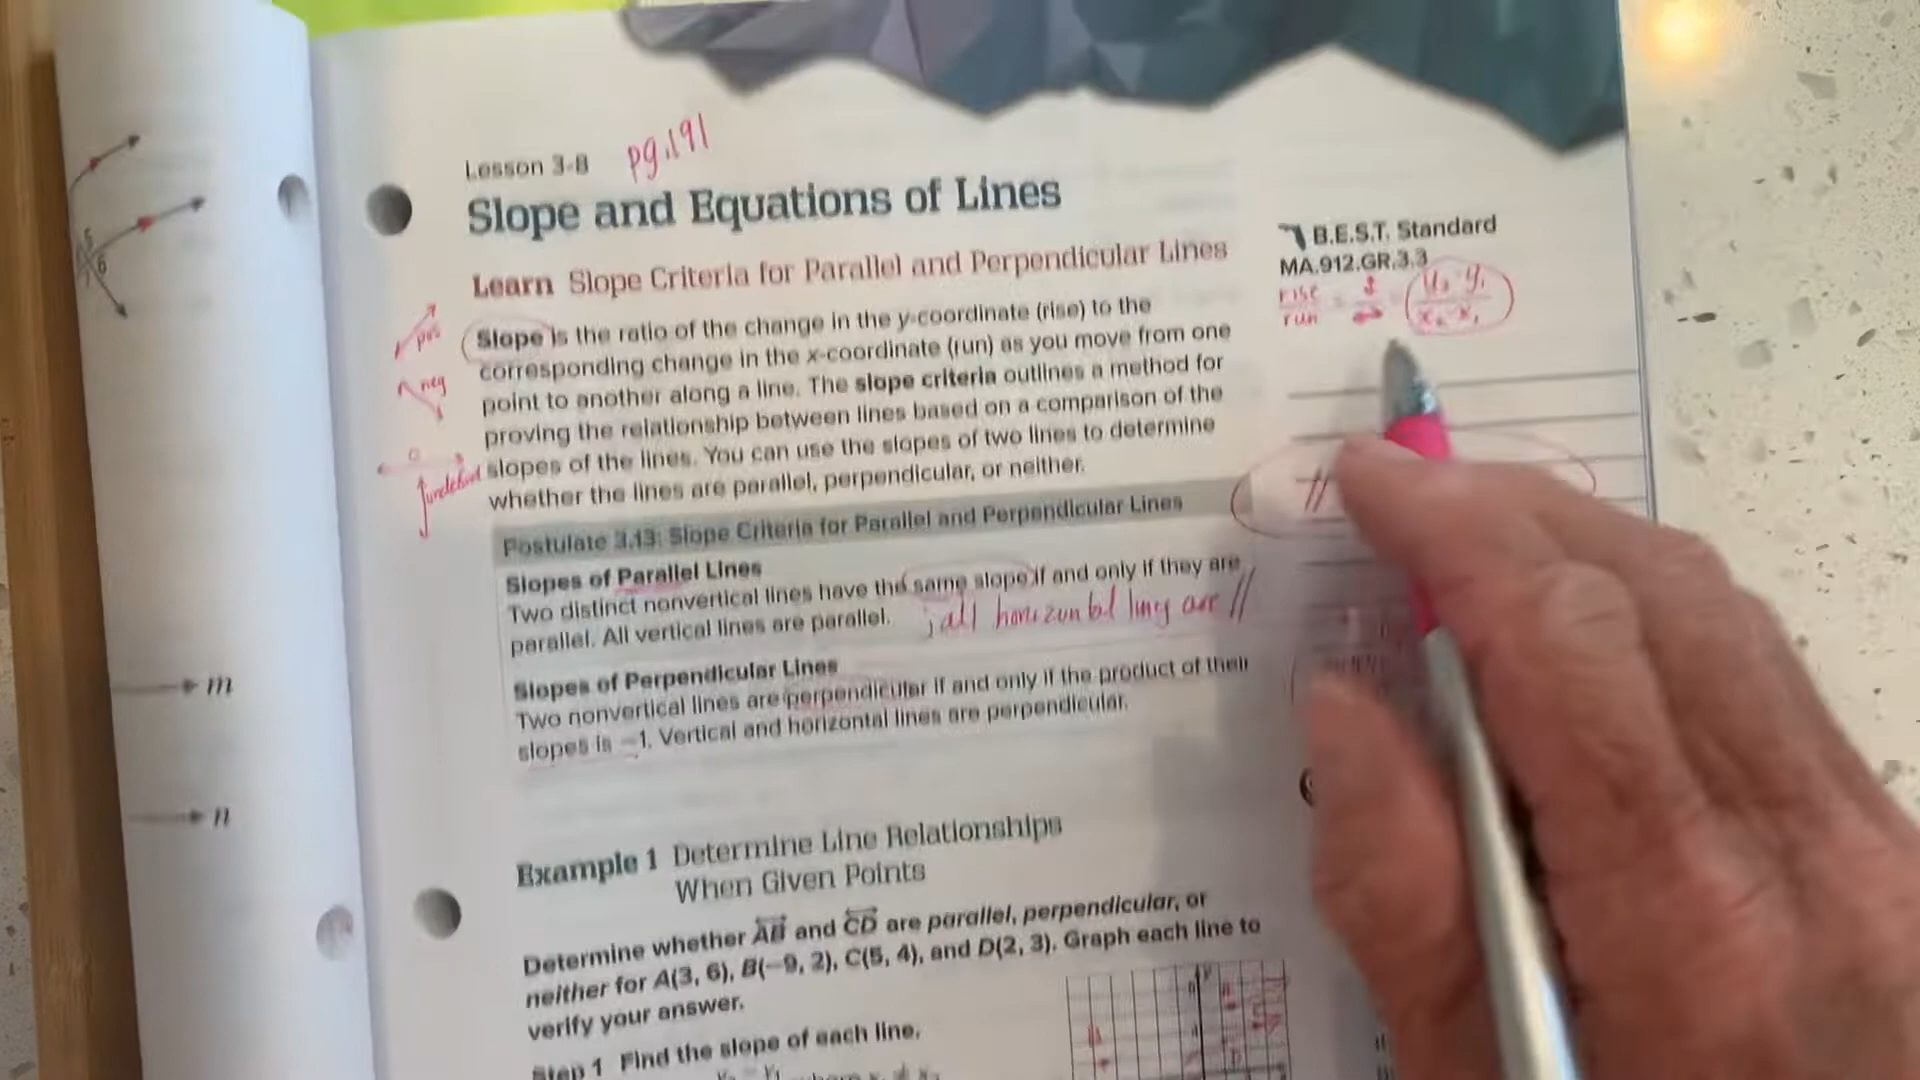 Lesson 3-8 pg.191
Slope and Equations of Lines
Learn Slope Criteria for Parallel and Perpendicular Lines
Slope is the ratio of the change in the y-coordinate (rise) to the
corresponding change in the x-coordinate (run) as you move from one
point to another along a line. The slope criteria outlines a method for
proving the relationship between lines based on a comparison of the
slopes of the lines. You can use the slopes of two lines to determine
whether the lines are parallel, perpendicular, or neither.
pos
neg
0
undefined
Postulate 3.13: Slope Criteria for Parallel and Perpendicular Lines
Slopes of Parallel Lines
Two distinct nonvertical lines have the same slope if and only if they are
parallel. All vertical lines are parallel. ; all horizontal lines are //
Slopes of Perpendicular Lines
Two nonvertical lines are perpendicular if and only if the product of their
slopes is −1. Vertical and horizontal lines are perpendicular.
Example 1 Determine Line Relationships
When Given Points
Determine whether AB and CD are parallel, perpendicular, or
neither for A(3, 6), B(−9, 2), C(5, 4), and D(2, 3). Graph each line to
verify your answer.
Step 1 Find the slope of each line.
B.E.S.T. Standard
MA.912.GR.3.3
rise
run
y₂ - y₁
x₂ - x₁
//
5
6
m
n